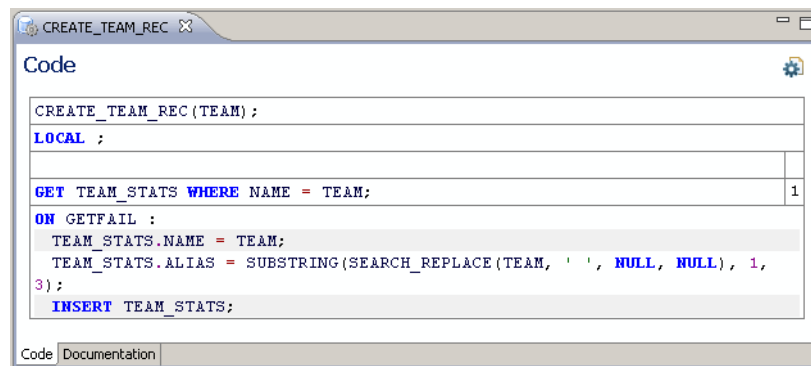 CREATE_TEAM_REC
Code
CREATE_TEAM_REC(TEAM);
LOCAL ;
GET TEAM_STATS WHERE NAME = TEAM; 1
ON GETFAIL :
TEAM_STATS.NAME = TEAM;
TEAM_STATS.ALIAS = SUBSTRING(SEARCH_REPLACE(TEAM, ' ', NULL, NULL), 1,
3);
INSERT TEAM_STATS;
Code Documentation